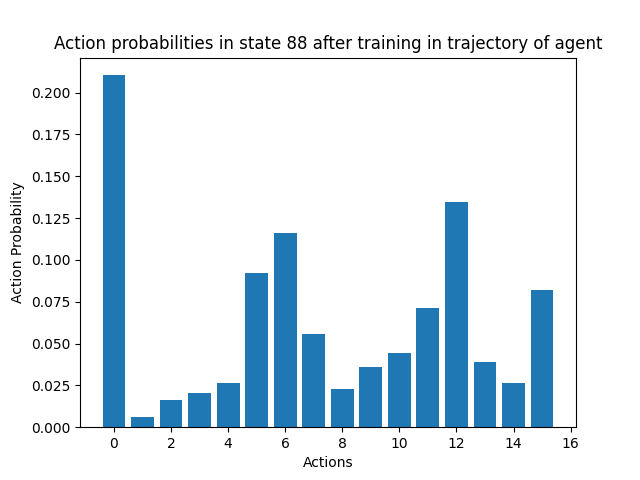 Action probabilities in state 88 after training in trajectory of agent
0.200
0.175
0.150
0.125
0.100
0.075
0.050
0.025
0.000
Action Probability
0 2 4 6 8 10 12 14 16
Actions